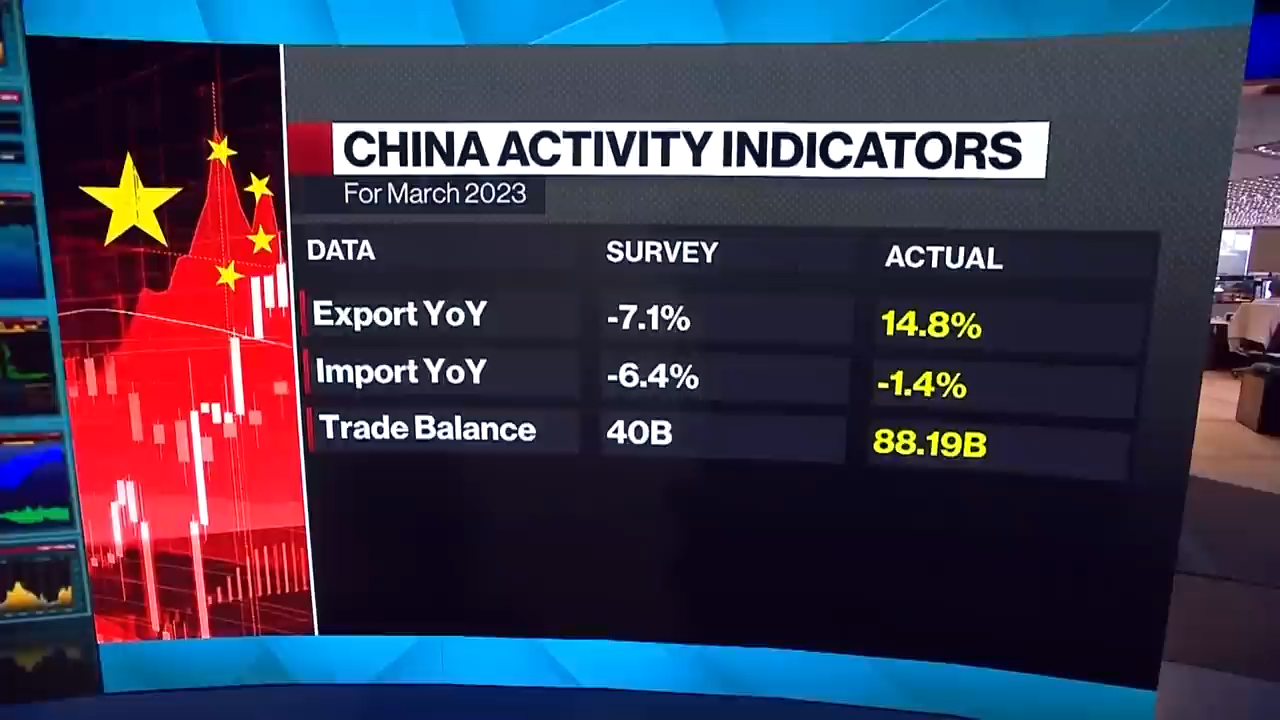 CHINA ACTIVITY INDICATORS
For March 2023
DATA SURVEY ACTUAL
Export YoY -7.1% 14.8%
Import YoY -6.4% -1.4%
Trade Balance 40B 88.19B